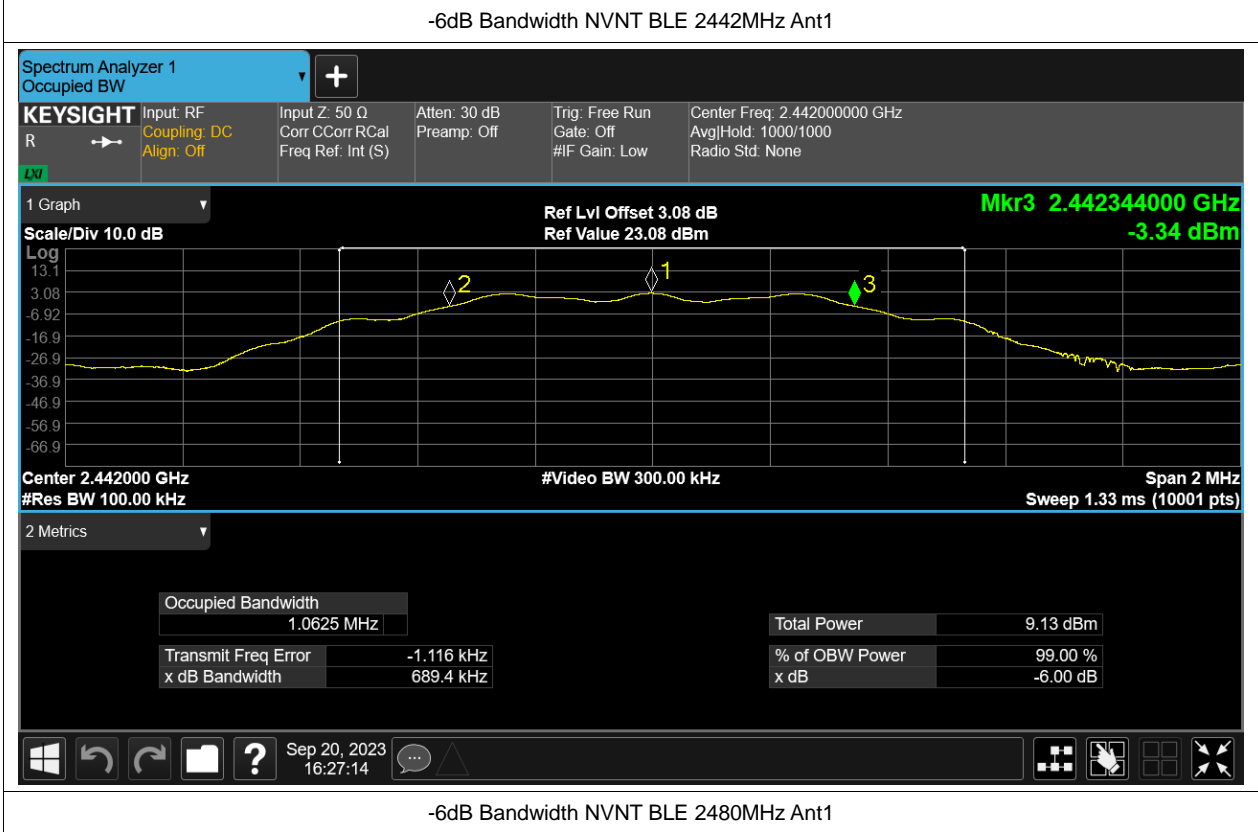 -6dB Bandwidth NVNT BLE 2442MHz Ant1
Spectrum Analyzer 1
Occupied BW
KEYSIGHT
R
LXI
Input: RF
Coupling: DC
Align: Off
Input Z: 50 Ω
Corr CCorr RCal
Freq Ref: Int (S)
Atten: 30 dB
Preamp: Off
Trig: Free Run
Gate: Off
#IF Gain: Low
Center Freq: 2.442000000 GHz
Avg|Hold: 1000/1000
Radio Std: None
1 Graph
Scale/Div 10.0 dB
Ref Lvl Offset 3.08 dB
Ref Value 23.08 dBm
Mkr3 2.442344000 GHz
-3.34 dBm
Log
13.1
3.08
-6.92
-16.9
-26.9
-36.9
-46.9
-56.9
-66.9
2
1
3
Center 2.442000 GHz
#Res BW 100.00 kHz
#Video BW 300.00 kHz
Span 2 MHz
Sweep 1.33 ms (10001 pts)
2 Metrics
Occupied Bandwidth
1.0625 MHz
Transmit Freq Error -1.116 kHz
x dB Bandwidth 689.4 kHz
Total Power 9.13 dBm
% of OBW Power 99.00 %
x dB -6.00 dB
?
Sep 20, 2023
16:27:14
-6dB Bandwidth NVNT BLE 2480MHz Ant1